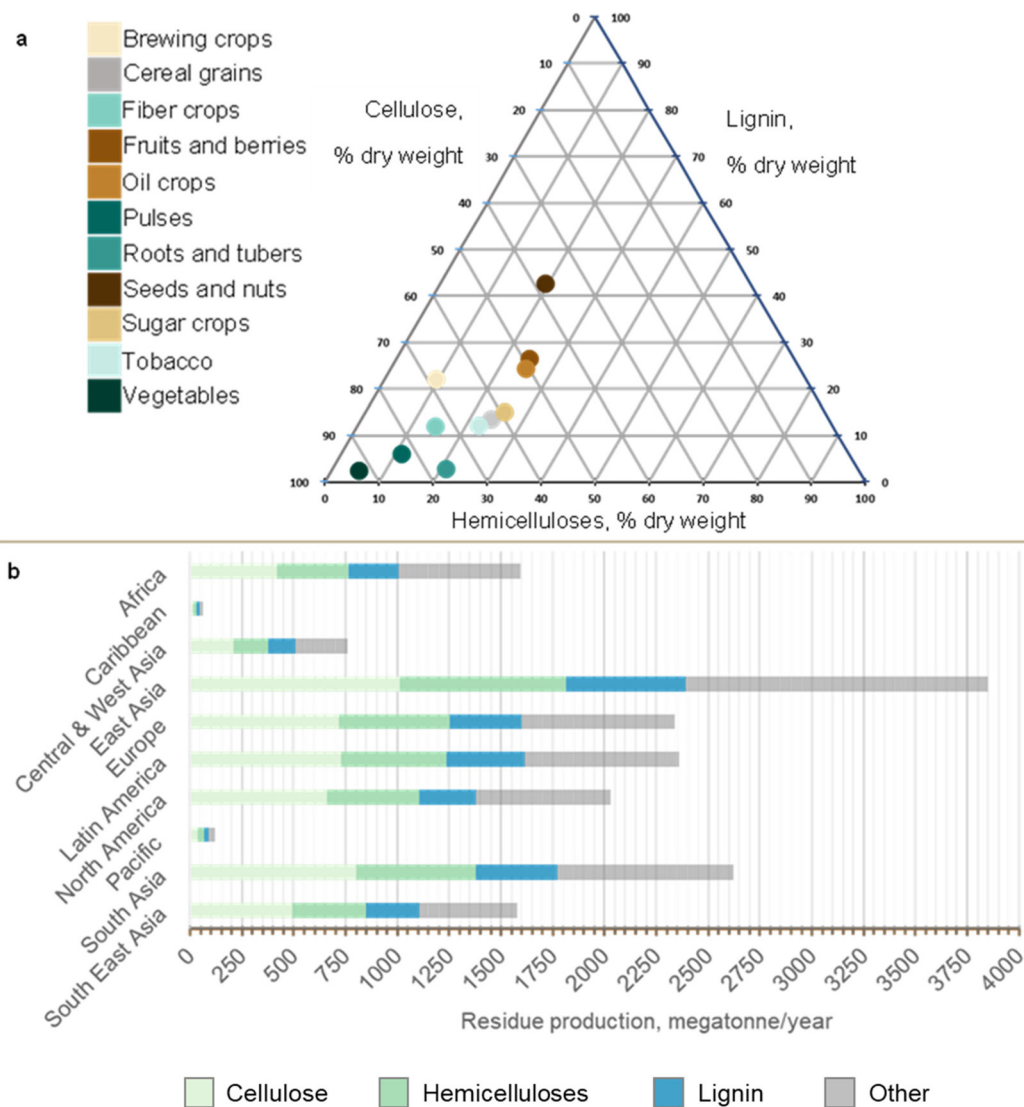 a
Brewing crops
Cereal grains
Fiber crops
Fruits and berries
Oil crops
Pulses
Roots and tubers
Seeds and nuts
Sugar crops
Tobacco
Vegetables
Cellulose,
% dry weight
Lignin,
% dry weight
0 100
10 90
20 80
30 70
40 60
50 50
60 40
70 30
80 20
90 10
100 0
0 10 20 30 40 50 60 70 80 90 100
Hemicelluloses, % dry weight
b
Africa
Caribbean
Central & West Asia
East Asia
Europe
Latin America
North America
Pacific
South Asia
South East Asia
0 250 500 750 1000 1250 1500 1750 2000 2250 2500 2750 3000 3250 3500 3750 4000
Residue production, megatonne/year
Cellulose Hemicelluloses Lignin Other